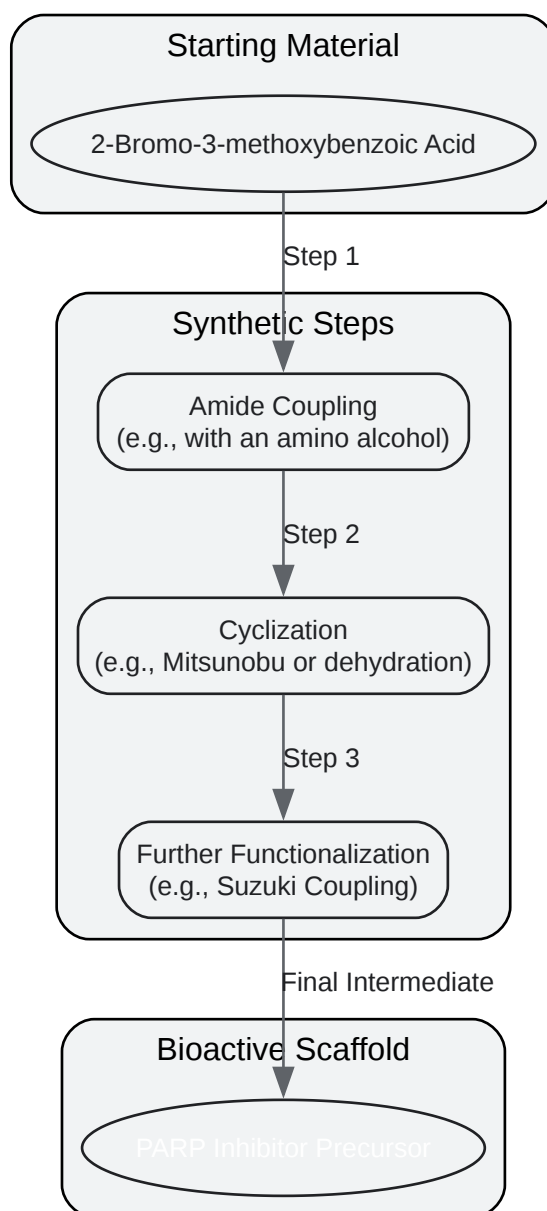 Starting Material
2-Bromo-3-methoxybenzoic Acid
Step 1
Synthetic Steps
Amide Coupling
(e.g., with an amino alcohol)
Step 2
Cyclization
(e.g., Mitsunobu or dehydration)
Step 3
Further Functionalization
(e.g., Suzuki Coupling)
Final Intermediate
Bioactive Scaffold
PARP Inhibitor Precursor